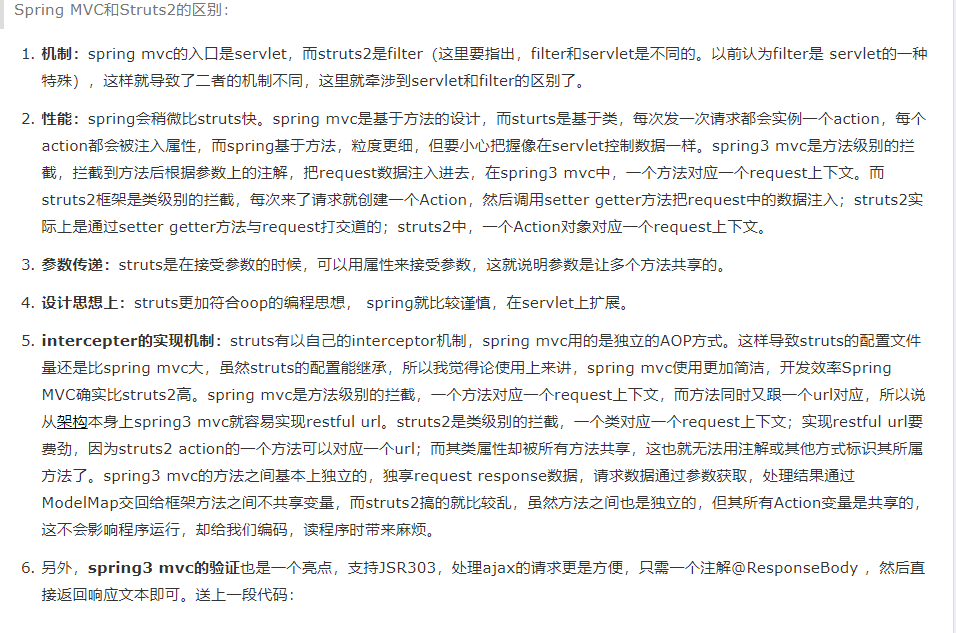 Spring MVC和Struts2的区别：
1. 机制：spring mvc的入口是servlet，而struts2是filter（这里要指出，filter和servlet是不同的。以前认为filter是 servlet的一种
特殊），这样就导致了二者的机制不同，这里就牵涉到servlet和filter的区别了。
2. 性能：spring会稍微比struts快。spring mvc是基于方法的设计，而sturts是基于类，每次发一次请求都会实例一个action，每个
action都会被注入属性，而spring基于方法，粒度更细，但要小心把握像在servlet控制数据一样。spring3 mvc是方法级别的拦
截，拦截到方法后根据参数上的注解，把request数据注入进去，在spring3 mvc中，一个方法对应一个request上下文。而
struts2框架是类级别的拦截，每次来了请求就创建一个Action，然后调用setter getter方法把request中的数据注入；struts2实
际上是通过setter getter方法与request打交道的；struts2中，一个Action对象对应一个request上下文。
3. 参数传递：struts是在接受参数的时候，可以用属性来接受参数，这就说明参数是让多个方法共享的。
4. 设计思想上：struts更加符合oop的编程思想， spring就比较谨慎，在servlet上扩展。
5. intercepter的实现机制：struts有以自己的interceptor机制，spring mvc用的是独立的AOP方式。这样导致struts的配置文件
量还是比spring mvc大，虽然struts的配置能继承，所以我觉得论使用上来讲，spring mvc使用更加简洁，开发效率Spring
MVC确实比struts2高。spring mvc是方法级别的拦截，一个方法对应一个request上下文，而方法同时又跟一个url对应，所以说
从架构本身上spring3 mvc就容易实现restful url。struts2是类级别的拦截，一个类对应一个request上下文；实现restful url要
费劲，因为struts2 action的一个方法可以对应一个url；而其类属性却被所有方法共享，这也就无法用注解或其他方式标识其所属
方法了。spring3 mvc的方法之间基本上独立的，独享request response数据，请求数据通过参数获取，处理结果通过
ModelMap交回给框架方法之间不共享变量，而struts2搞的就比较乱，虽然方法之间也是独立的，但其所有Action变量是共享的，
这不会影响程序运行，却给我们编码，读程序时带来麻烦。
6. 另外，spring3 mvc的验证也是一个亮点，支持JSR303，处理ajax的请求更是方便，只需一个注解@ResponseBody ，然后直
接返回响应文本即可。送上一段代码：